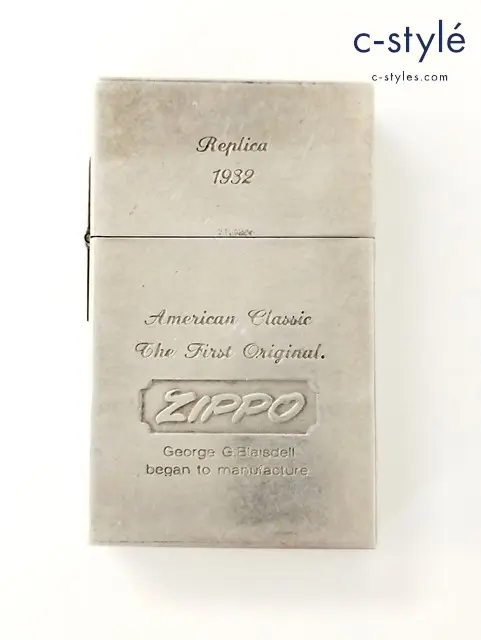 c-stylé
c-styles.com
Replica
1932
American Classic
The First Original.
ZIPPO
George G.Blaisdell
began to manufacture